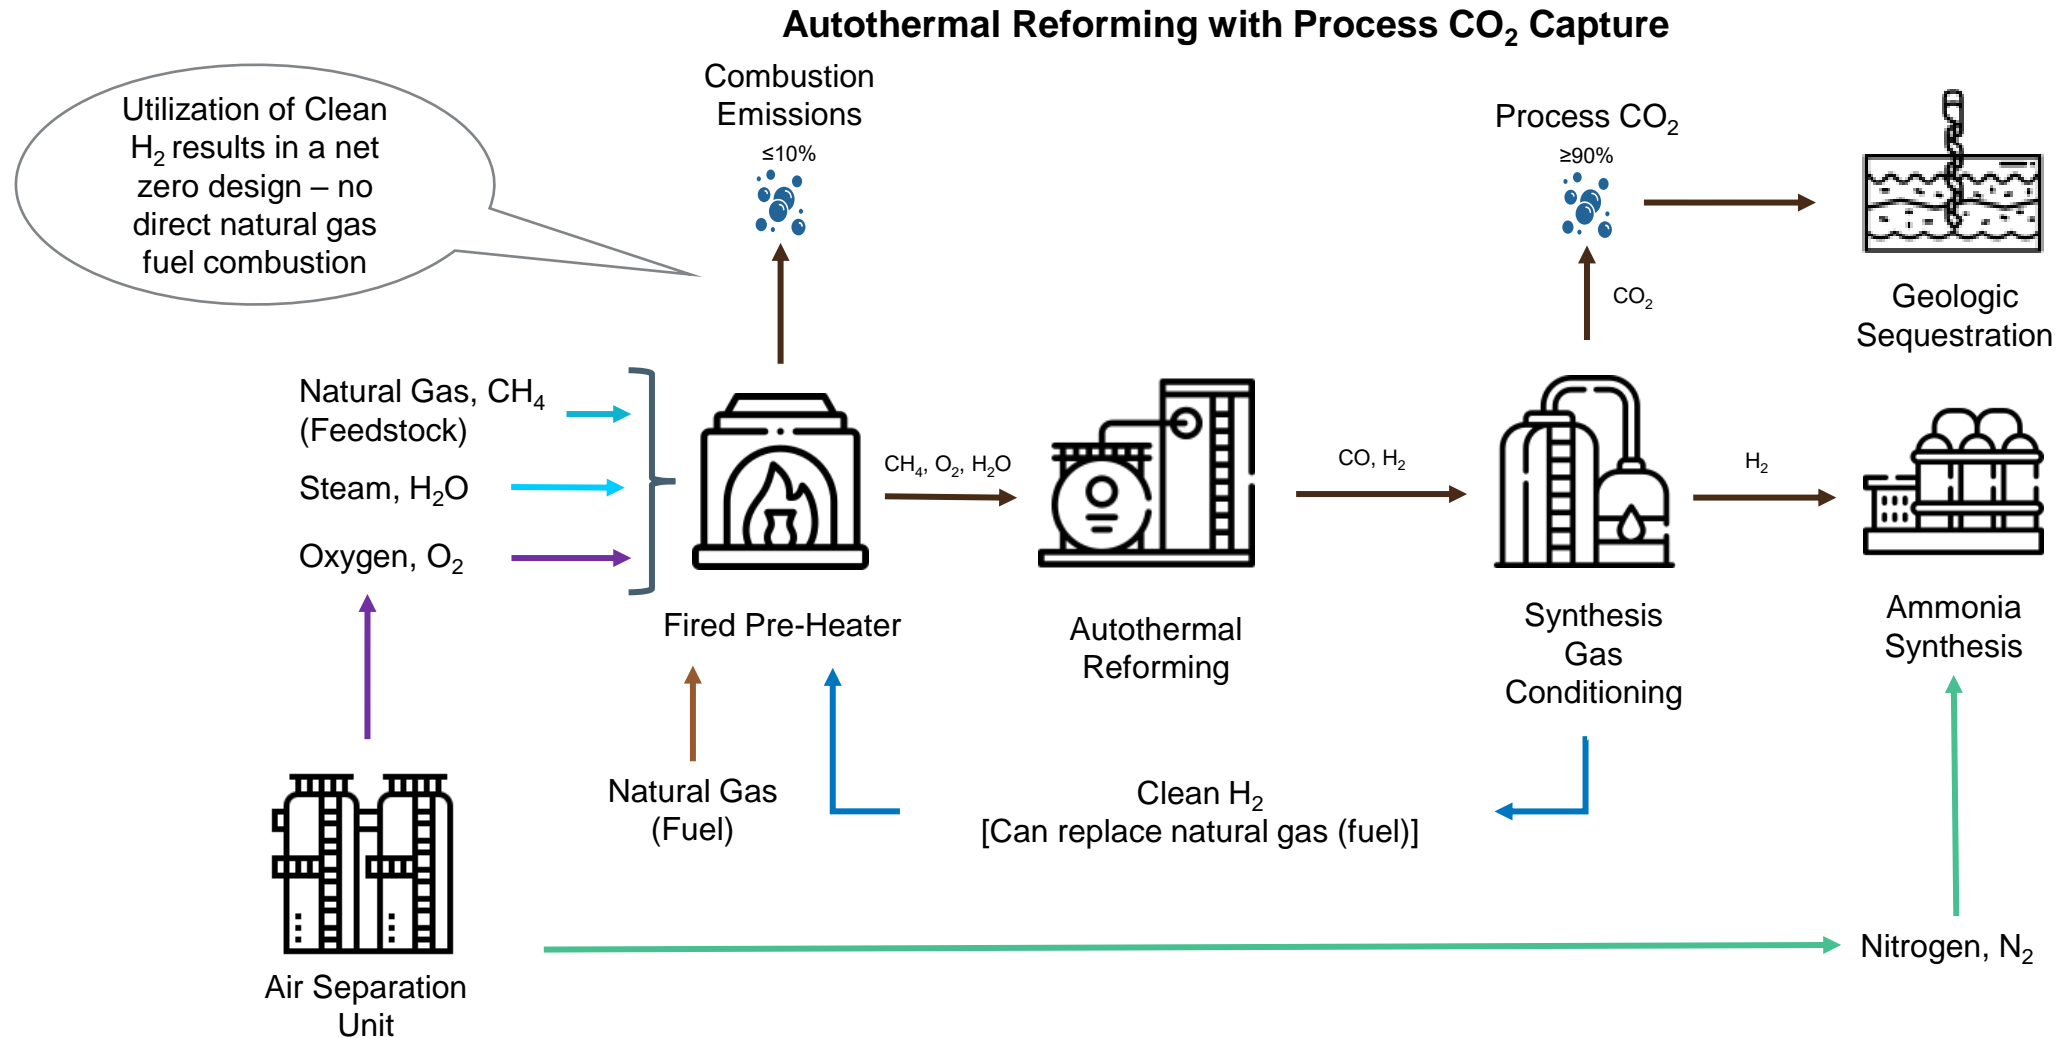 Autothermal Reforming with Process CO₂ Capture
Utilization of Clean
H₂ results in a net
zero design – no
direct natural gas
fuel combustion
Combustion
Emissions
≤10%
Process CO₂
≥90%
CO₂
Geologic
Sequestration
Natural Gas, CH₄
(Feedstock)
Steam, H₂O
Oxygen, O₂
CH₄, O₂, H₂O
CO, H₂
H₂
Fired Pre-Heater
Autothermal
Reforming
Synthesis
Gas
Conditioning
Ammonia
Synthesis
Natural Gas
(Fuel)
Clean H₂
[Can replace natural gas (fuel)]
Air Separation
Unit
Nitrogen, N₂